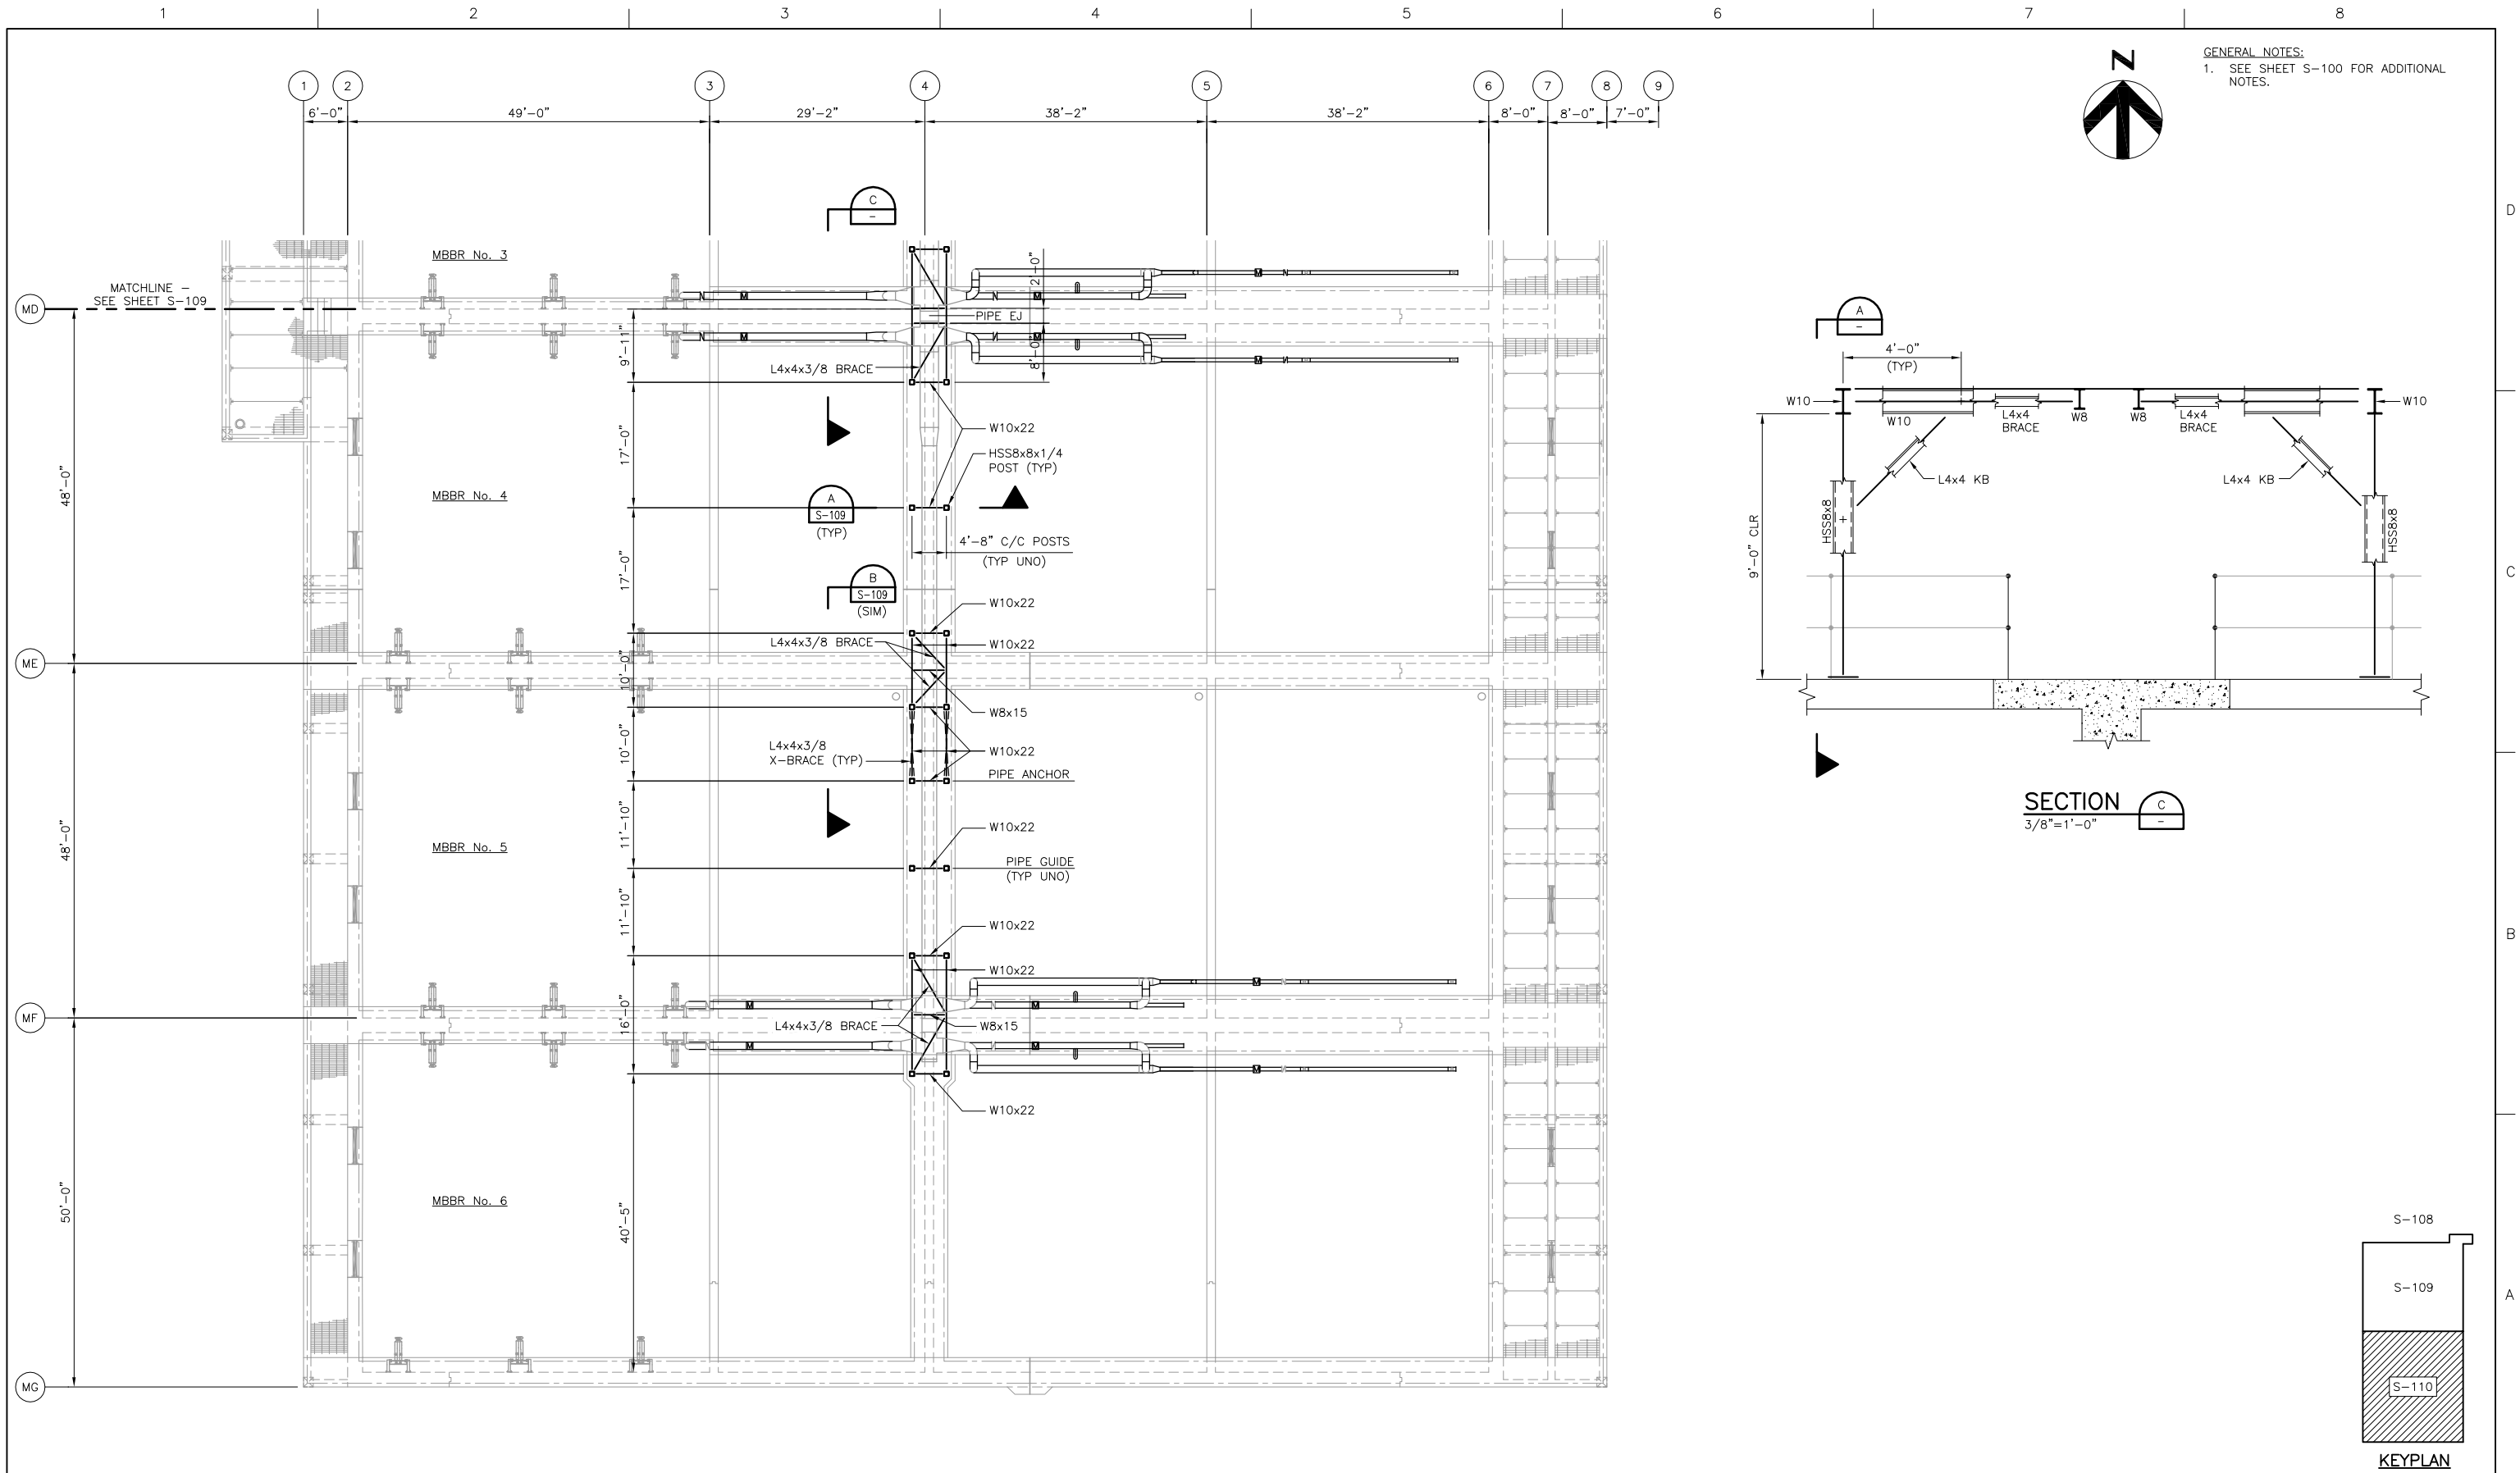 1
2
3
4
5
6
7
8
GENERAL NOTES:
1. SEE SHEET S-100 FOR ADDITIONAL
NOTES.
N
1
2
3
4
5
6
7
8
9
6'-0"
49'-0"
29'-2"
38'-2"
38'-2"
8'-0"
8'-0"
7'-0"
D
C
B
A
C
-
MBBR No. 3
MATCHLINE -
SEE SHEET S-109
MD
2'-0"
PIPE EJ
9'-1"
8'-0"
L4x4x3/8 BRACE
W10x22
17'-0"
HSS8x8x1/4
POST (TYP)
48'-0"
MBBR No. 4
A
S-109
(TYP)
4'-8" C/C POSTS
(TYP UNO)
17'-0"
B
S-109
(SIM)
W10x22
L4x4x3/8 BRACE
W10x22
ME
10'-0"
W8x15
10'-0"
L4x4x3/8
X-BRACE (TYP)
W10x22
PIPE ANCHOR
11'-10"
48'-0"
MBBR No. 5
W10x22
PIPE GUIDE
(TYP UNO)
11'-10"
W10x22
W10x22
MF
16'-0"
L4x4x3/8 BRACE
W8x15
W10x22
50'-0"
MBBR No. 6
40'-5"
MG
A
-
4'-0"
(TYP)
W10
W10
L4x4
BRACE
W8
W8
L4x4
BRACE
W10
L4x4 KB
L4x4 KB
HSS8x8
HSS8x8
9'-0" CLR
SECTION
C
-
3/8"=1'-0"
S-108
S-109
S-110
KEYPLAN